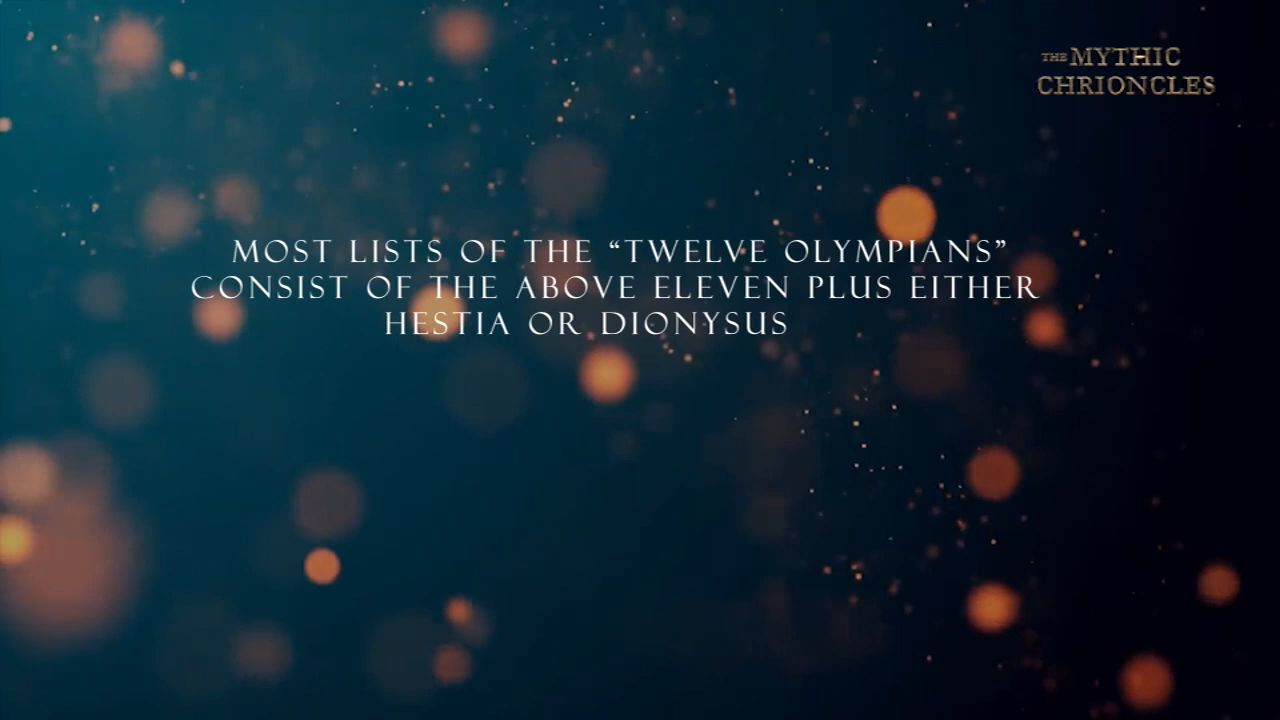 THE MYTHIC
CHRIONCLES
MOST LISTS OF THE “TWELVE OLYMPIANS”
CONSIST OF THE ABOVE ELEVEN PLUS EITHER
HESTIA OR DIONYSUS